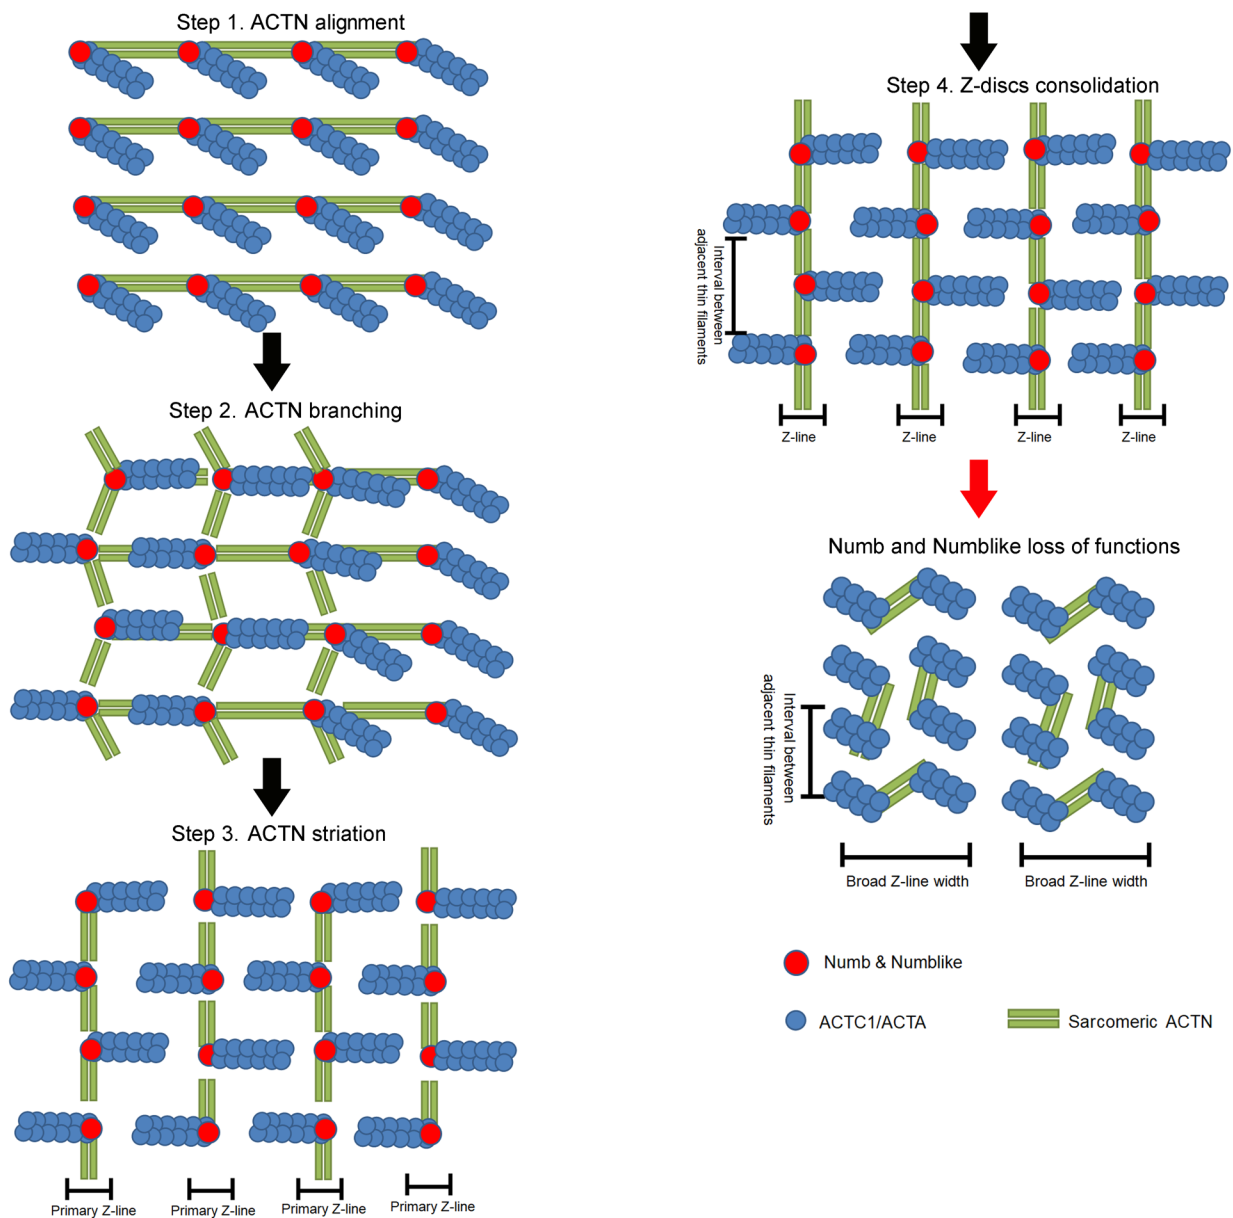 Step 1. ACTN alignment
Step 2. ACTN branching
Step 3. ACTN striation
Primary Z-line
Primary Z-line
Primary Z-line
Primary Z-line
Step 4. Z-discs consolidation
Interval between
adjacent thin filaments
Z-line
Z-line
Z-line
Z-line
Numb and Numblike loss of functions
Interval between
adjacent thin filaments
Broad Z-line width
Broad Z-line width
Numb & Numblike
ACTC1/ACTA
Sarcomeric ACTN